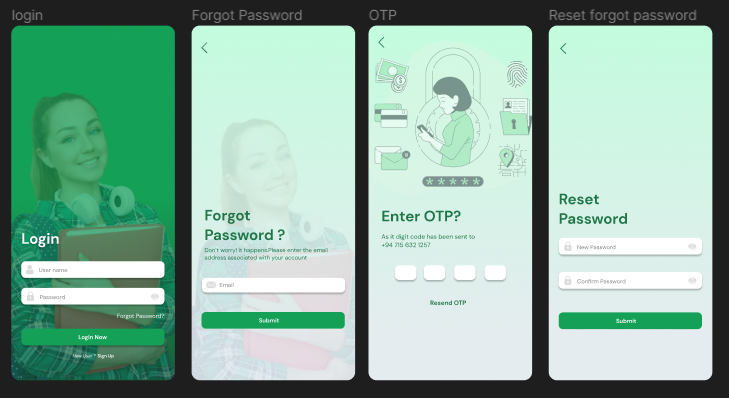 login
Login
User name
Password
Forgot Password?
Login Now
New User ? Sign Up
Forgot Password
Forgot
Password ?
Don't worry! it happens.Please enter the email
address associated with your account
Email
Submit
OTP
*****
Enter OTP?
As it digit code has been sent to
+94 715 632 1257
Resend OTP
Reset forgot password
Reset
Password
New Password
Confirm Password
Submit